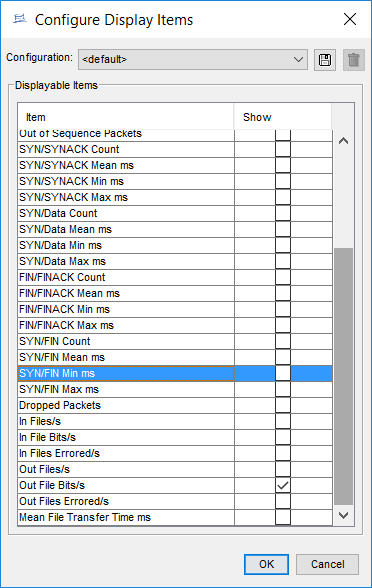 Configure Display Items
Configuration: <default>
Displayable Items
Item Show
Out of Sequence Packets
SYN/SYNACK Count
SYN/SYNACK Mean ms
SYN/SYNACK Min ms
SYN/SYNACK Max ms
SYN/Data Count
SYN/Data Mean ms
SYN/Data Min ms
SYN/Data Max ms
FIN/FINACK Count
FIN/FINACK Mean ms
FIN/FINACK Min ms
FIN/FINACK Max ms
SYN/FIN Count
SYN/FIN Mean ms
SYN/FIN Min ms
SYN/FIN Max ms
Dropped Packets
In Files/s
In File Bits/s
In Files Errored/s
Out Files/s
Out File Bits/s
Out Files Errored/s
Mean File Transfer Time ms
OK Cancel